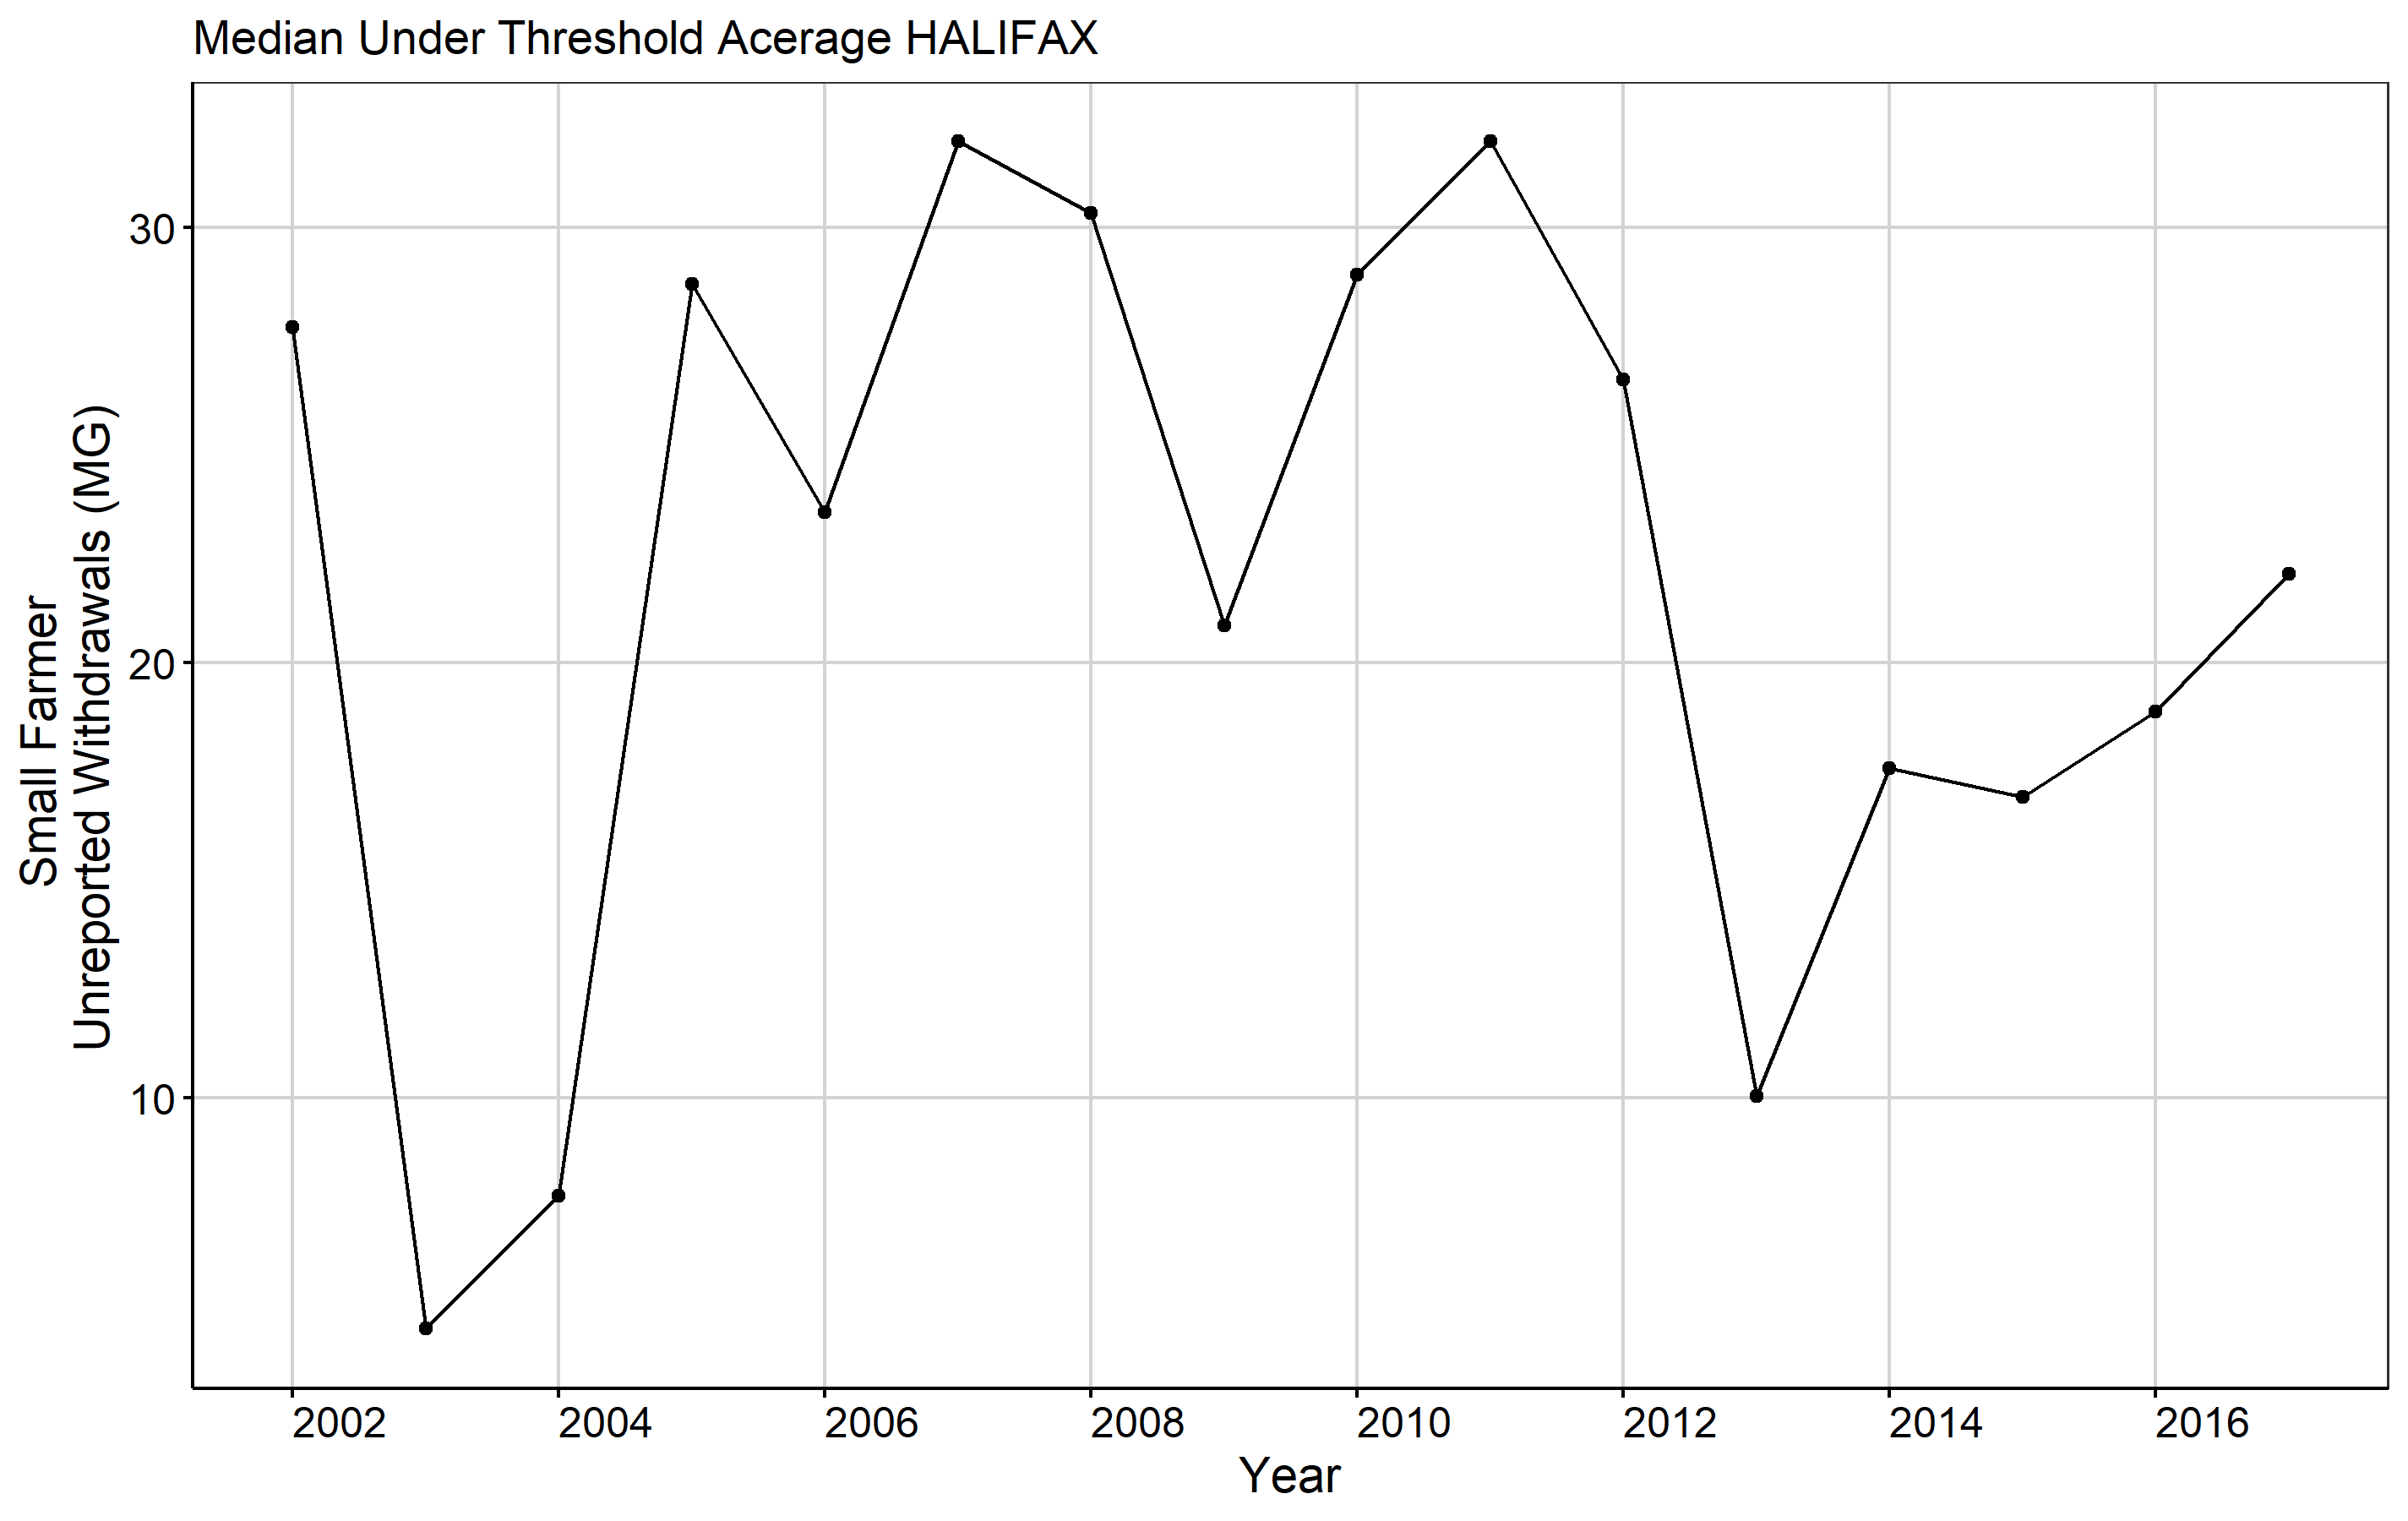 Median Under Threshold Acerage HALIFAX
Small Farmer
Unreported Withdrawals (MG)
30
20
10
2002
2004
2006
2008
2010
2012
2014
2016
Year